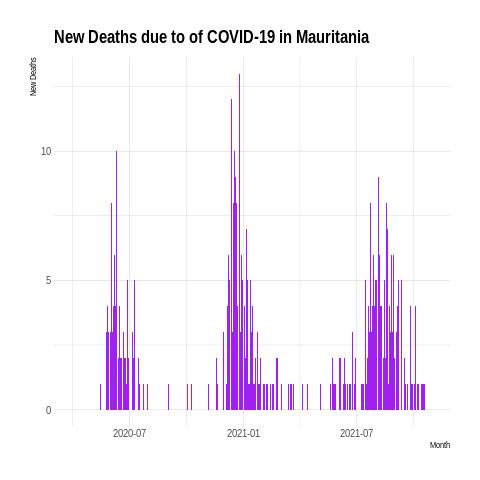 New Deaths due to of COVID-19 in Mauritania
New Deaths
10
5
0
2020-07 2021-01 2021-07
Month